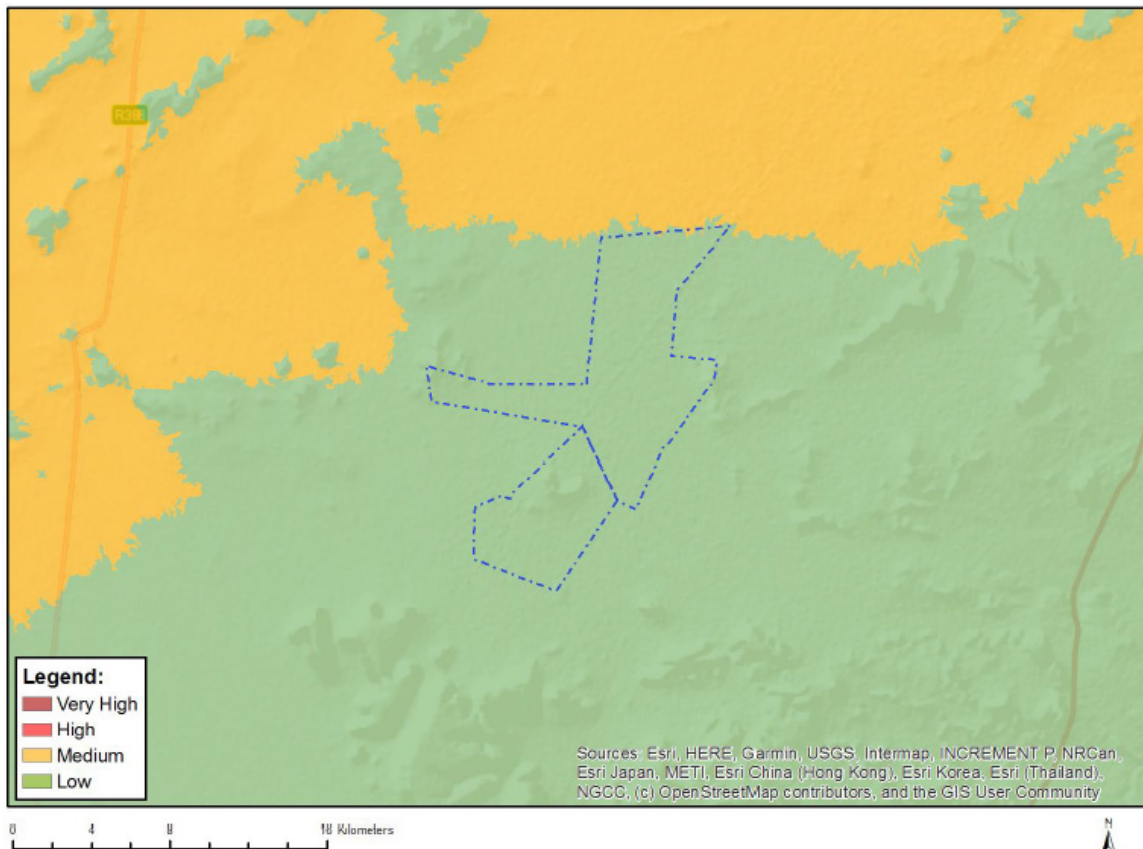 Legend:
Very High
High
Medium
Low
Sources: Esri, HERE, Garmin, USGS, Intermap, INCREMENT P, NRCan,
Esri Japan, METI, Esri China (Hong Kong), Esri Korea, Esri (Thailand),
NGCC, (c) OpenStreetMap contributors, and the GIS User Community
0 4 8 16 Kilometers
N